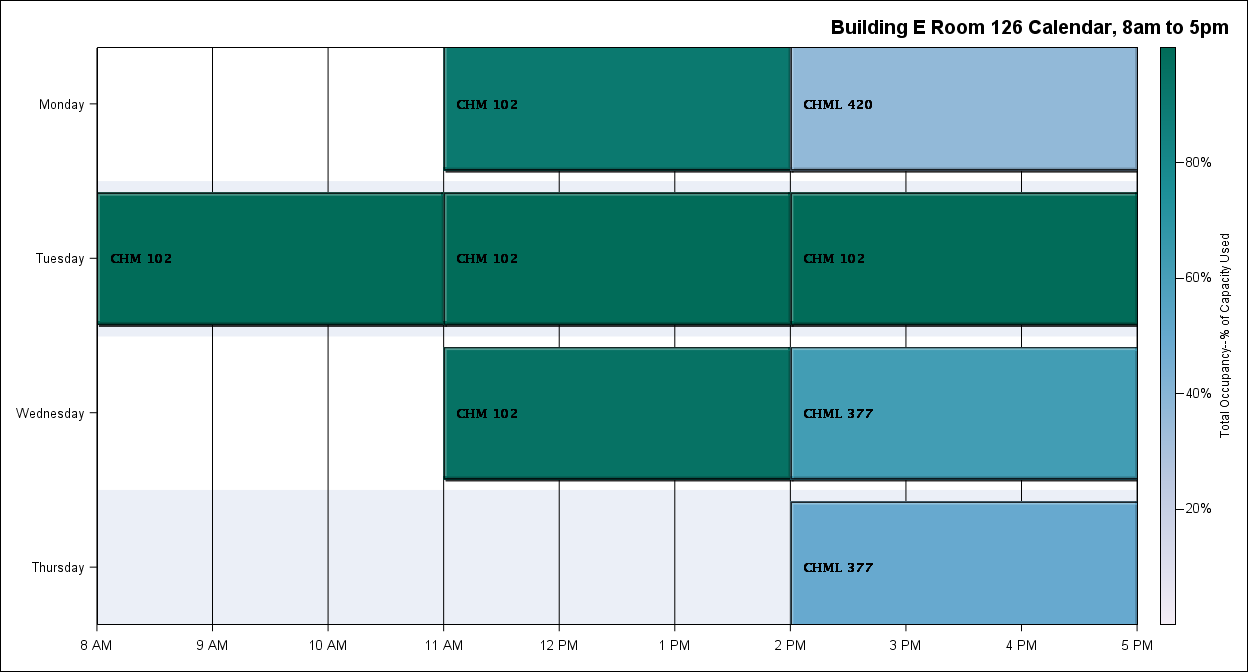 Building E Room 126 Calendar, 8am to 5pm
Monday
CHM 102
CHML 420
Tuesday
CHM 102
CHM 102
CHM 102
Wednesday
CHM 102
CHML 377
Thursday
CHML 377
8 AM
9 AM
10 AM
11 AM
12 PM
1 PM
2 PM
3 PM
4 PM
5 PM
80%
60%
40%
20%
Total Occupancy--% of Capacity Used